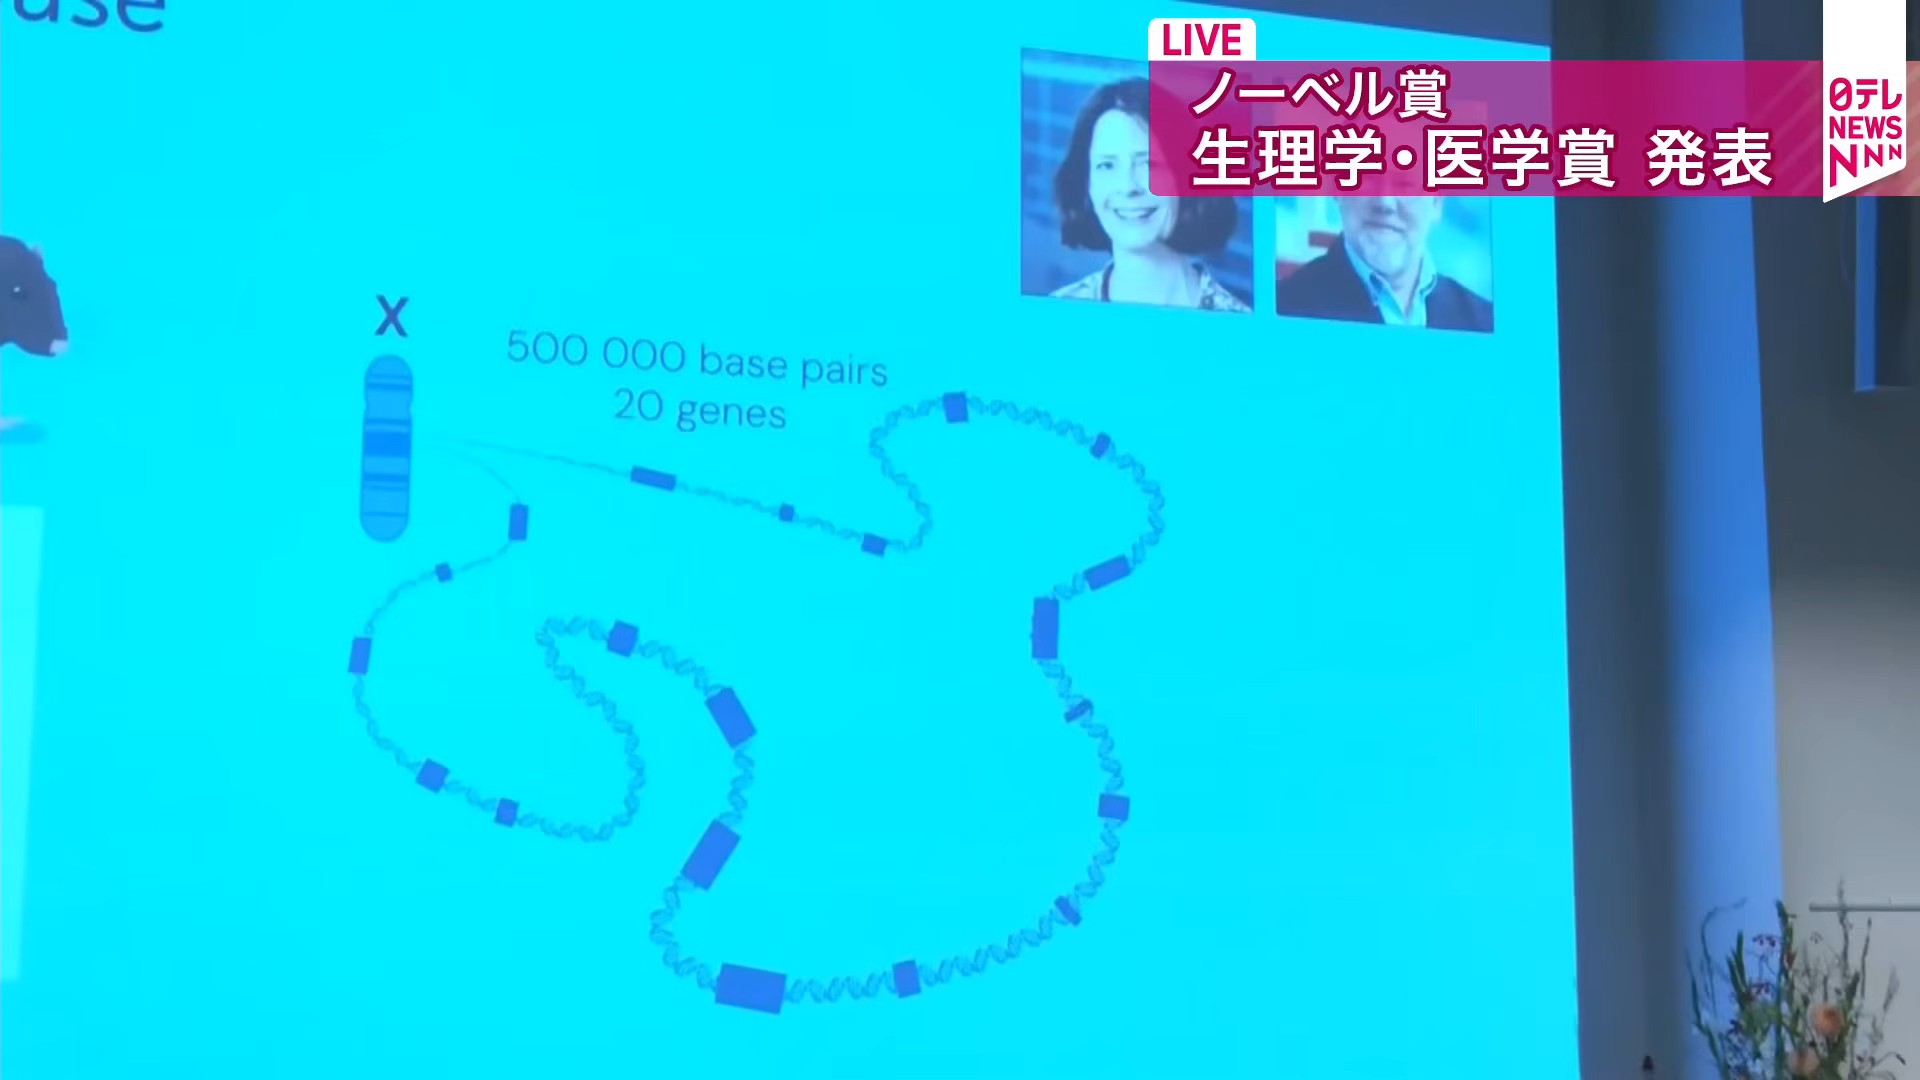 LIVE
ノーベル賞
生理学・医学賞 発表
日テレ
NEWS
NNN
X
500 000 base pairs
20 genes